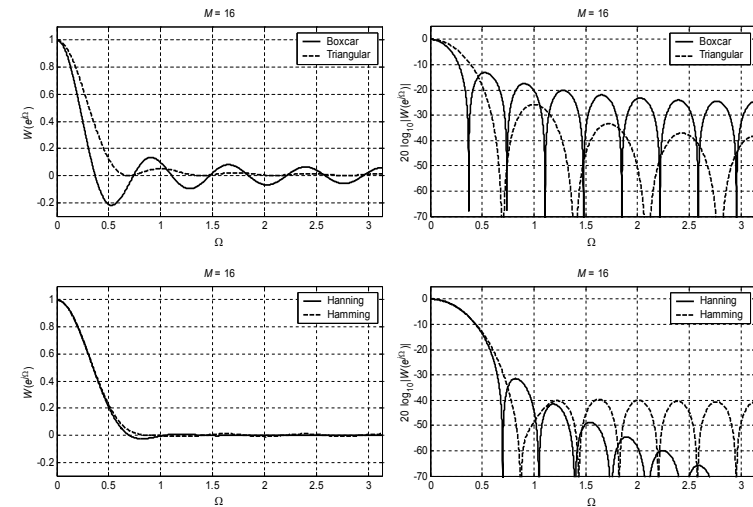 M = 16
Boxcar
Triangular
W(e^{jΩ})
1
0.8
0.6
0.4
0.2
0
-0.2
0 0.5 1 1.5 2 2.5 3
Ω
M = 16
Boxcar
Triangular
20 log₁₀|W(e^{jΩ})|
0
-10
-20
-30
-40
-50
-60
-70
0 0.5 1 1.5 2 2.5 3
Ω
M = 16
Hanning
Hamming
W(e^{jΩ})
1
0.8
0.6
0.4
0.2
0
-0.2
0 0.5 1 1.5 2 2.5 3
Ω
M = 16
Hanning
Hamming
20 log₁₀|W(e^{jΩ})|
0
-10
-20
-30
-40
-50
-60
-70
0 0.5 1 1.5 2 2.5 3
Ω